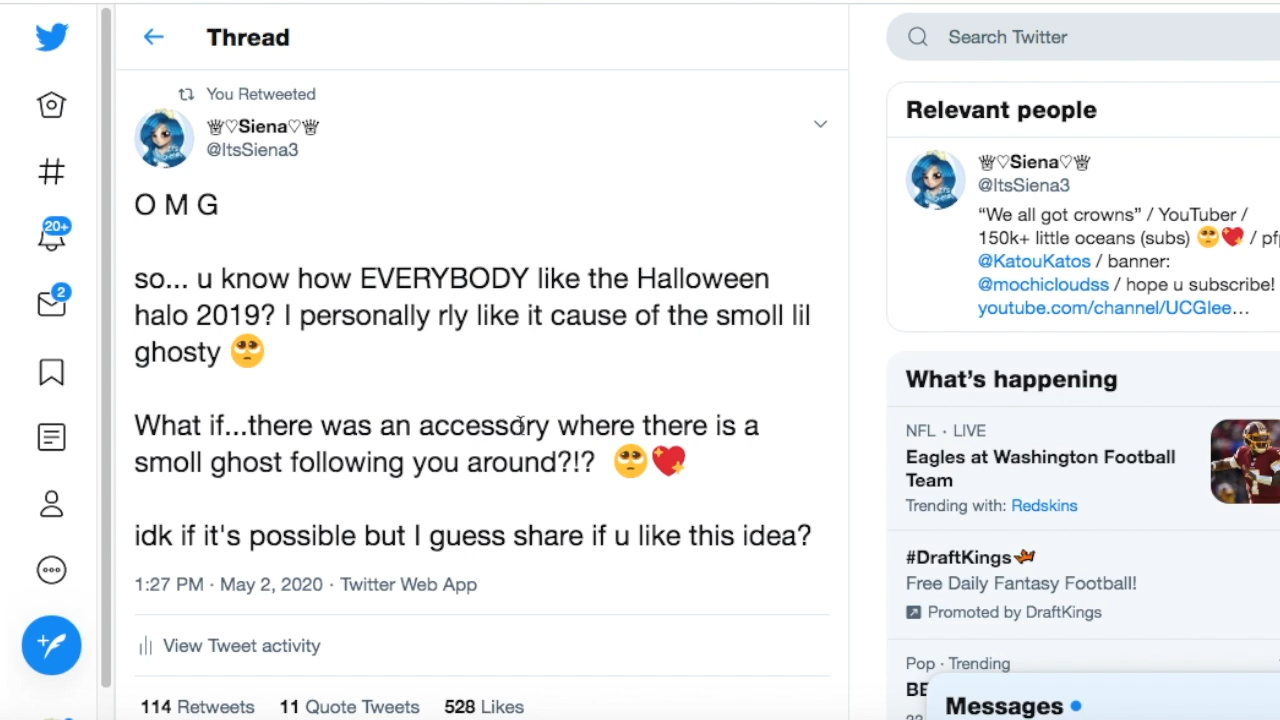 Thread
Search Twitter
You Retweeted
♕♡Siena♡♕
@ItsSiena3
O M G
so... u know how EVERYBODY like the Halloween
halo 2019? I personally rly like it cause of the smoll lil
ghosty 🥺
What if...there was an accessory where there is a
smoll ghost following you around?!? 🥺💖
idk if it's possible but I guess share if u like this idea?
1:27 PM · May 2, 2020 · Twitter Web App
View Tweet activity
114 Retweets 11 Quote Tweets 528 Likes
20+
2
Relevant people
♕♡Siena♡♕
@ItsSiena3
“We all got crowns” / YouTuber /
150k+ little oceans (subs) 🥺💖 / pf
@KatouKatos / banner:
@mochicloudss / hope u subscribe!
youtube.com/channel/UCGlee…
What’s happening
NFL · LIVE
Eagles at Washington Football
Team
Trending with: Redskins
#DraftKings
Free Daily Fantasy Football!
Promoted by DraftKings
Pop · Trending
Messages